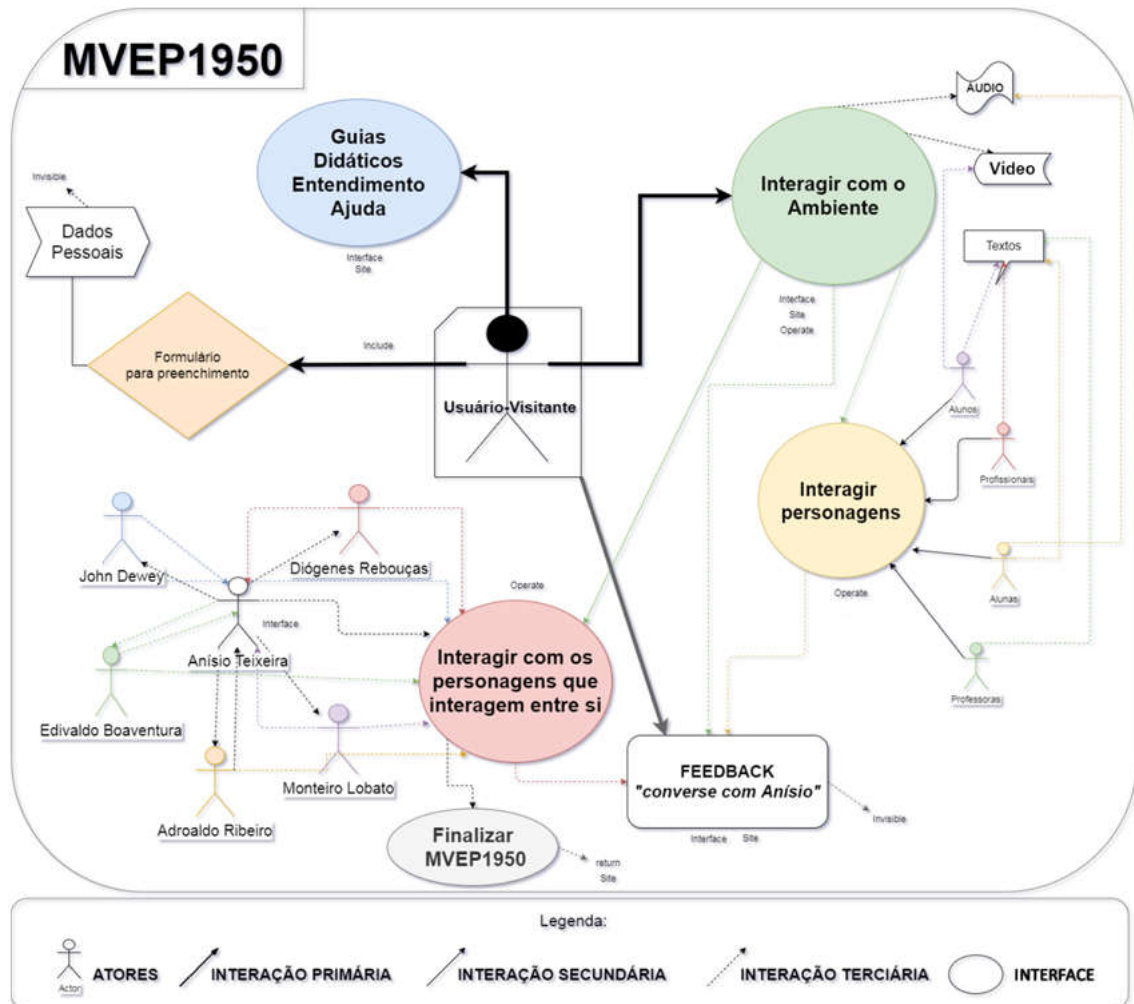 MVEP1950
Guias
Didáticos
Entendimento
Ajuda
Interface
Site
Interagir com o
Ambiente
Interface
Site
Operate
ÁUDIO
Vídeo
Textos
Invisible
Dados
Pessoais
Formulário
para preenchimento
Include
Usuário-Visitante
Alunos
Profissionais
Alunas
Professoras
Interagir
personagens
Operate
John Dewey
Diógenes Rebouças
Interface
Anísio Teixeira
Edivaldo Boaventura
Monteiro Lobato
Adroaldo Ribeiro
Operate
Interagir com os
personagens que
interagem entre si
FEEDBACK
"converse com Anísio"
Interface Site
Invisible
Finalizar
MVEP1950
return
Site
Legenda:
Actor
ATORES
INTERAÇÃO PRIMÁRIA
INTERAÇÃO SECUNDÁRIA
INTERAÇÃO TERCIÁRIA
INTERFACE